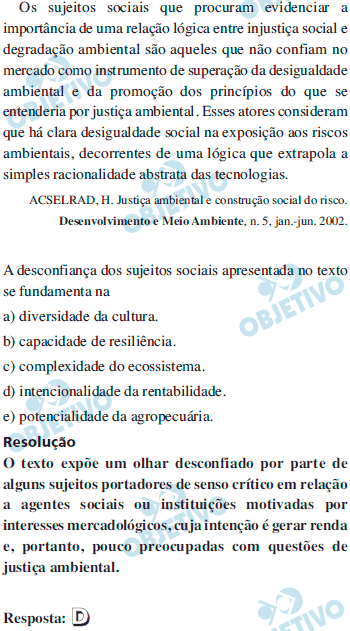 Os sujeitos sociais que procuram evidenciar a
importância de uma relação lógica entre injustiça social e
degradação ambiental são aqueles que não confiam no
mercado como instrumento de superação da desigualdade
ambiental e da promoção dos princípios do que se
entenderia por justiça ambiental. Esses atores consideram
que há clara desigualdade social na exposição aos riscos
ambientais, decorrentes de uma lógica que extrapola a
simples racionalidade abstrata das tecnologias.
ACSELRAD, H. Justiça ambiental e construção social do risco.
Desenvolvimento e Meio Ambiente, n. 5, jan.-jun. 2002.
A desconfiança dos sujeitos sociais apresentada no texto
se fundamenta na
a) diversidade da cultura.
b) capacidade de resiliência.
c) complexidade do ecossistema.
d) intencionalidade da rentabilidade.
e) potencialidade da agropecuária.
Resolução
O texto expõe um olhar desconfiado por parte de
alguns sujeitos portadores de senso crítico em relação
a agentes sociais ou instituições motivadas por
interesses mercadológicos, cuja intenção é gerar renda
e, portanto, pouco preocupadas com questões de
justiça ambiental.
Resposta: D
OBJETIVO
OBJETIVO
OBJETIVO
OBJETIVO
OBJETIVO
OBJETIVO
OBJETIVO